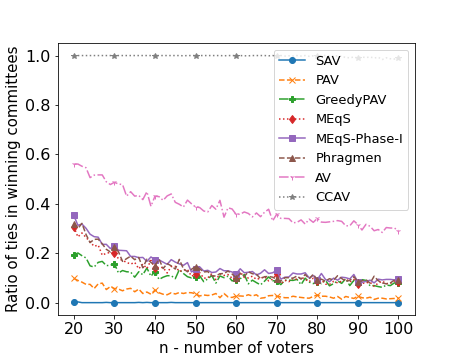 Ratio of ties in winning committees
1.0
0.8
0.6
0.4
0.2
0.0
SAV
PAV
GreedyPAV
MEqS
MEqS-Phase-I
Phragmen
AV
CCAV
20 30 40 50 60 70 80 90 100
n - number of voters